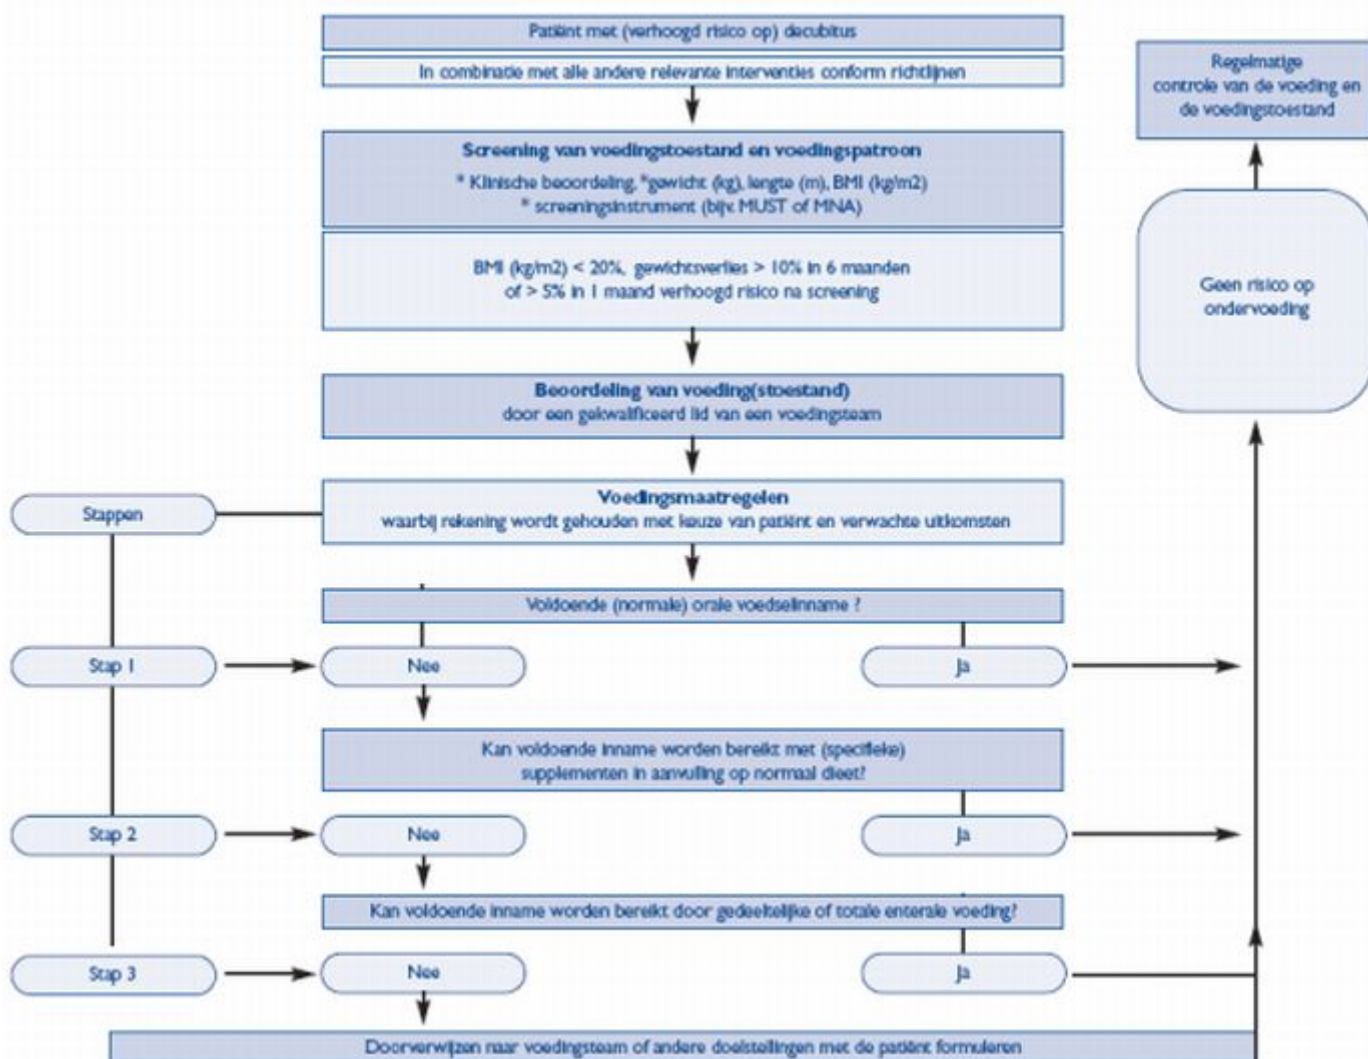 Patiënt met (verhoogd risico op) decubitus
In combinatie met alle andere relevante interventies conform richtlijnen
Regelmatige
controle van de voeding en
de voedingstoestand
Screening van voedingstoestand en voedingspatroon
* Klinische beoordeling, *gewicht (kg), lengte (m), BMI (kg/m2)
* screeningsinstrument (bijv. MUST of MNA)
BMI (kg/m2) < 20%, gewichtsverlies > 10% in 6 maanden
of > 5% in 1 maand verhoogd risico na screening
Geen risico op
ondervoeding
Beoordeling van voeding(stoestand)
door een gekwalificeerd lid van een voedingsteam
Stappen
Voedingsmaatregelen
waarbij rekening wordt gehouden met keuze van patiënt en verwachte uitkomsten
Voldoende (normale) orale voedselinname ?
Stap 1
Nee
Ja
Kan voldoende inname worden bereikt met (specifieke)
supplementen in aanvulling op normaal dieet?
Stap 2
Nee
Ja
Kan voldoende inname worden bereikt door gedeeltelijke of totale enterale voeding?
Stap 3
Nee
Ja
Doorverwijzen naar voedingsteam of andere doelstellingen met de patiënt formuleren